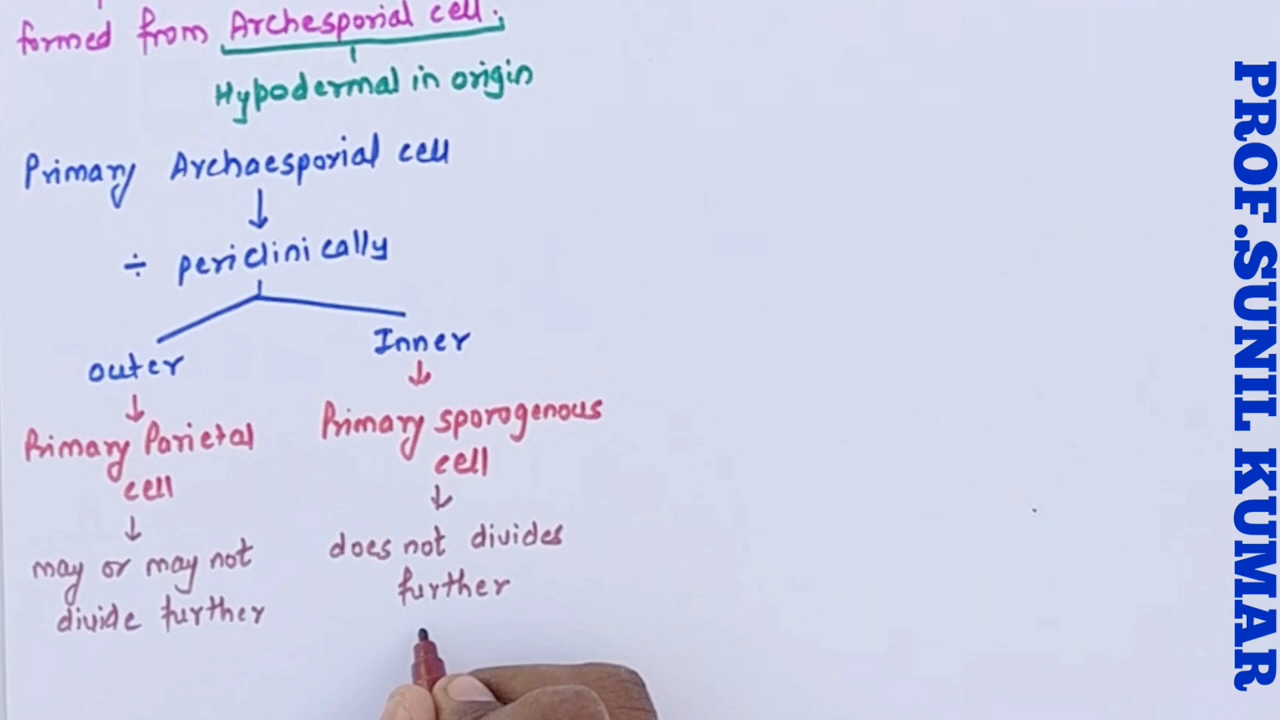 formed from Archesporial cell.
Hypodermal in origin
Primary Archaesporial cell
÷ periclinically
outer
Inner
Primary Parietal
cell
Primary sporogenous
cell
may or may not
divide further
does not divides
further
PROF.SUNIL KUMAR